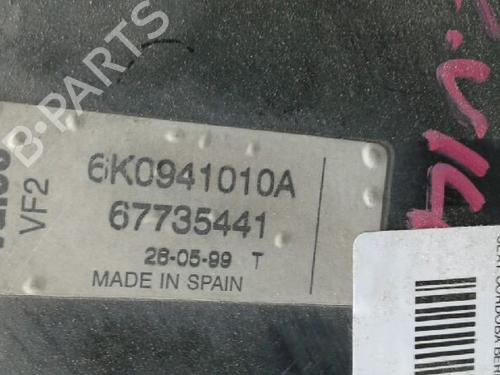 B-PARTS
VF2
6K0941010A
67735441
28-05-99 T
MADE IN SPAIN